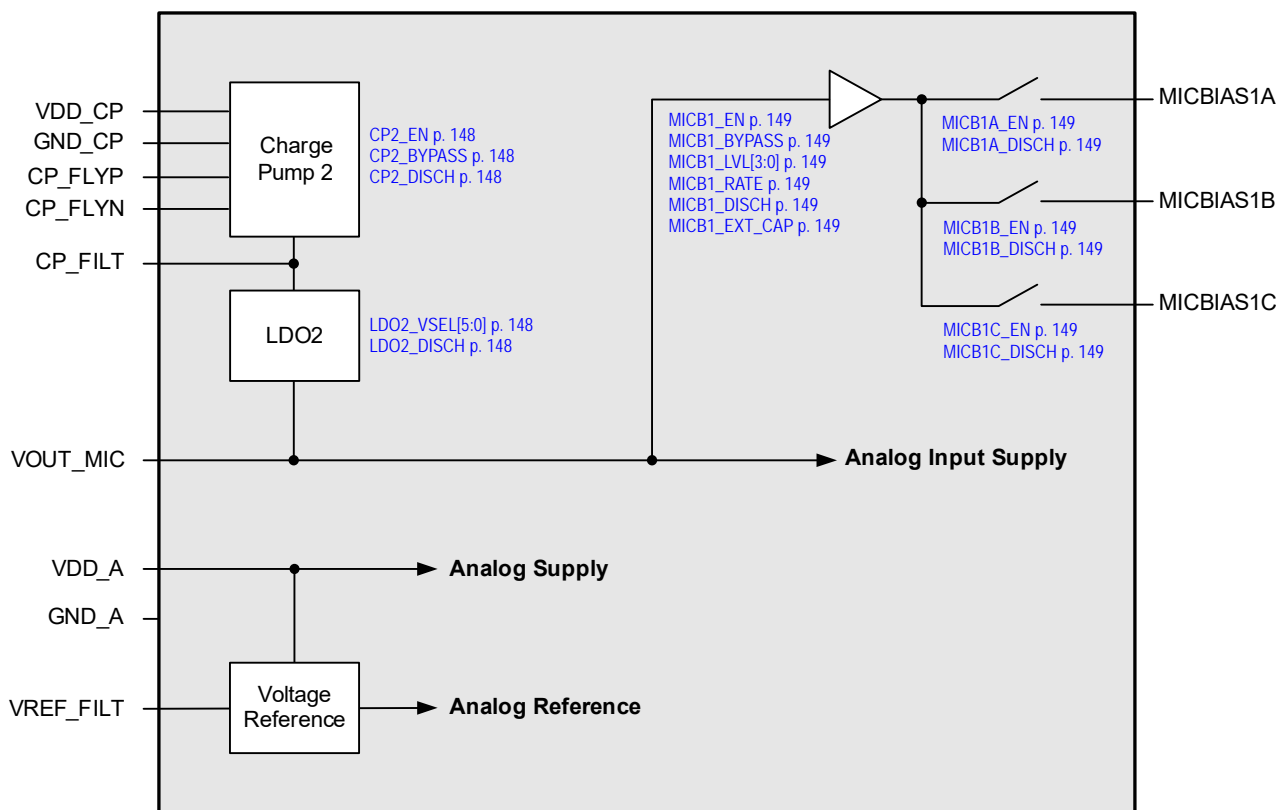 VDD_CP
GND_CP
CP_FLYP
CP_FLYN
CP_FILT
VOUT_MIC
VDD_A
GND_A
VREF_FILT
Charge
Pump 2
CP2_EN p. 148
CP2_BYPASS p. 148
CP2_DISCH p. 148
LDO2
LDO2_VSEL[5:0] p. 148
LDO2_DISCH p. 148
MICB1_EN p. 149
MICB1_BYPASS p. 149
MICB1_LVL[3:0] p. 149
MICB1_RATE p. 149
MICB1_DISCH p. 149
MICB1_EXT_CAP p. 149
MICB1A_EN p. 149
MICB1A_DISCH p. 149
MICB1B_EN p. 149
MICB1B_DISCH p. 149
MICB1C_EN p. 149
MICB1C_DISCH p. 149
MICBIAS1A
MICBIAS1B
MICBIAS1C
Analog Input Supply
Analog Supply
Voltage
Reference
Analog Reference